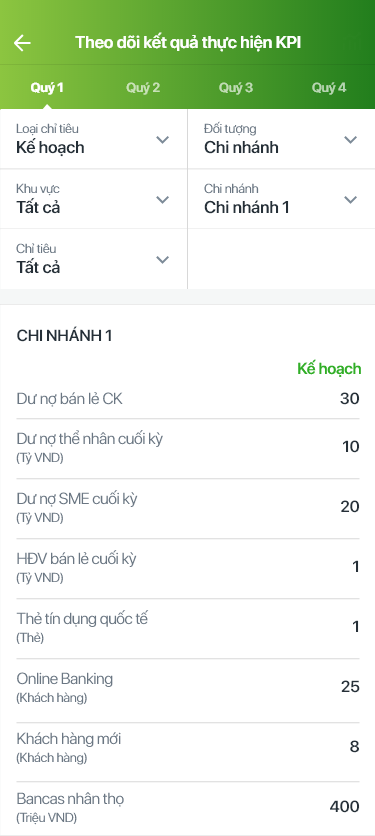 Theo dõi kết quả thực hiện KPI
Quý 1
Quý 2
Quý 3
Quý 4
Loại chỉ tiêu
Kế hoạch
Đối tượng
Chi nhánh
Khu vực
Tất cả
Chi nhánh
Chi nhánh 1
Chỉ tiêu
Tất cả
CHI NHÁNH 1
Kế hoạch
Dư nợ bán lẻ CK
30
Dư nợ thể nhân cuối kỳ
(Tỷ VND)
10
Dư nợ SME cuối kỳ
(Tỷ VND)
20
HĐV bán lẻ cuối kỳ
(Tỷ VND)
1
Thẻ tín dụng quốc tế
(Thẻ)
1
Online Banking
(Khách hàng)
25
Khách hàng mới
(Khách hàng)
8
Bancas nhân thọ
(Triệu VND)
400